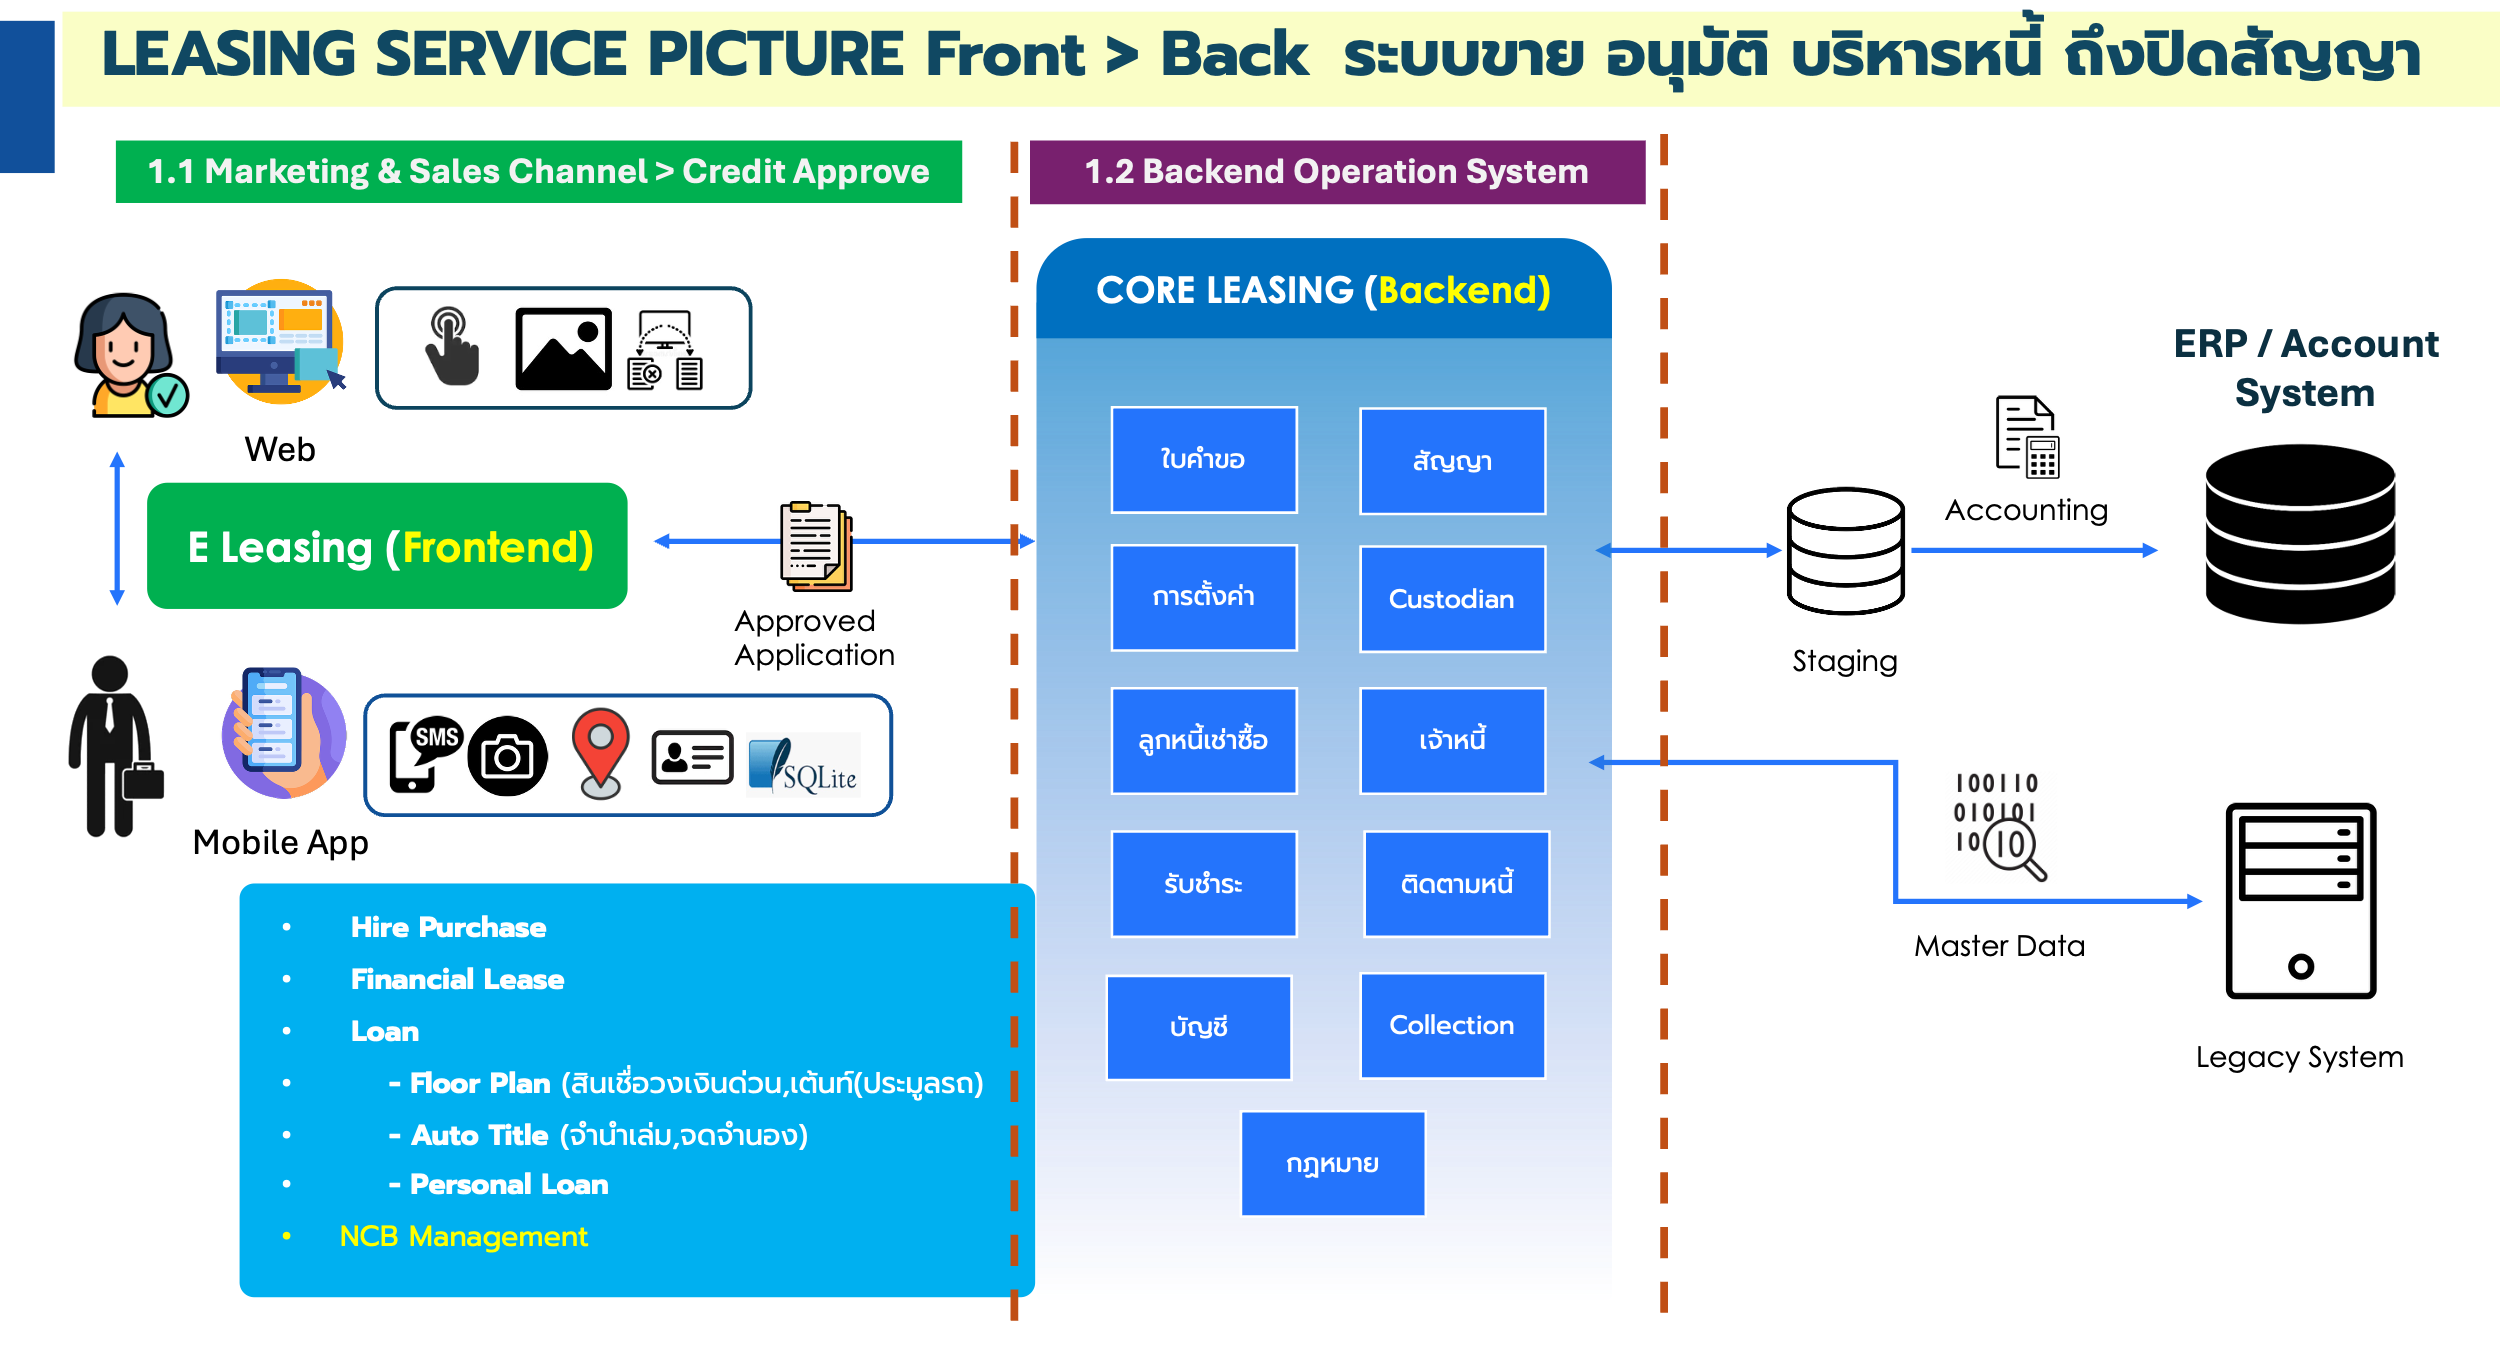 LEASING SERVICE PICTURE Front > Back ระบบขาย อนุมัติ บริหารหนี้ ถึงปิดสัญญา
1.1 Marketing & Sales Channel > Credit Approve
1.2 Backend Operation System
Web
E Leasing (Frontend)
Approved
Application
SMS
SQLite
Mobile App
• Hire Purchase
• Financial Lease
• Loan
• - Floor Plan (สินเชื่อวงเงินด่วน,เต้นท์(ประมูลรถ)
• - Auto Title (จำนำเล่ม,จดจำนอง)
• - Personal Loan
• NCB Management
CORE LEASING (Backend)
ใบคำขอ
สัญญา
การตั้งค่า
Custodian
ลูกหนี้เช่าซื้อ
เจ้าหนี้
รับชำระ
ติดตามหนี้
บัญชี
Collection
กฎหมาย
ERP / Account
System
Accounting
Staging
100110
010101
10
10
Master Data
Legacy System